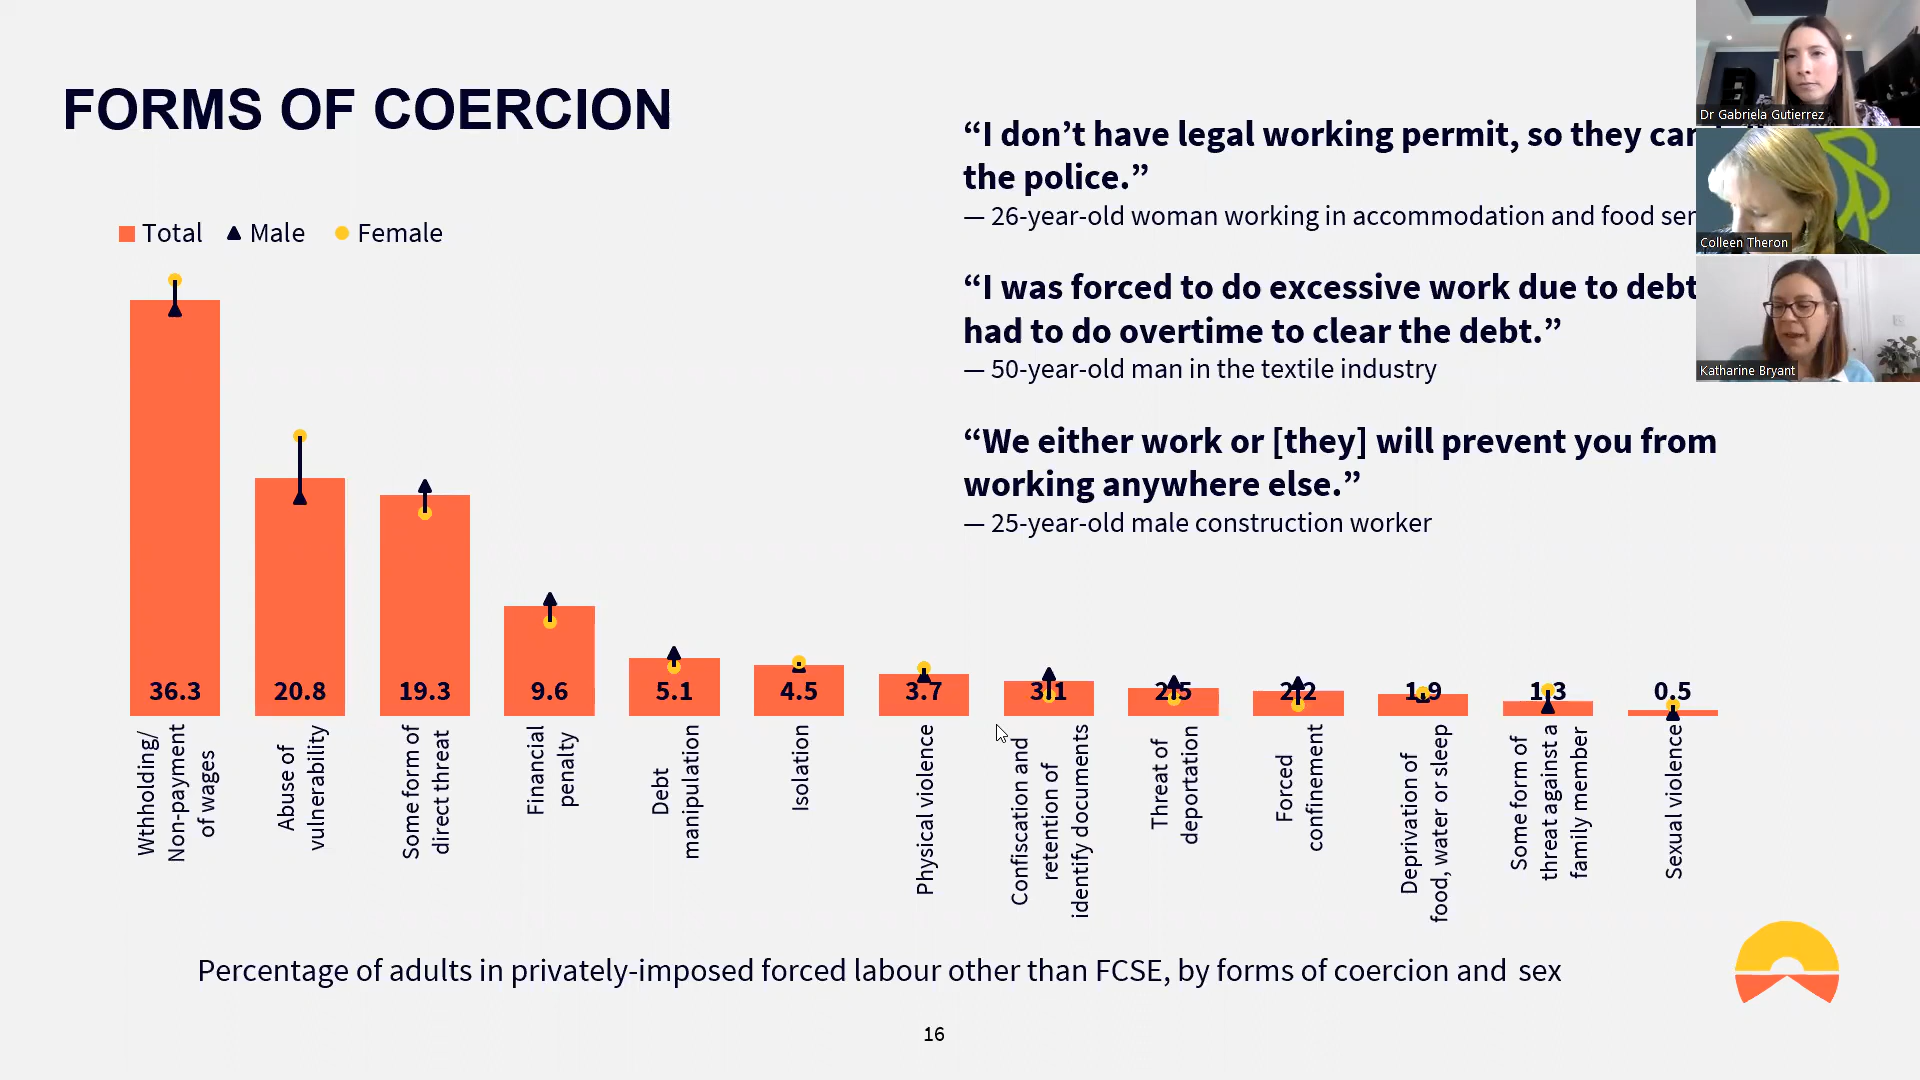 FORMS OF COERCION
Total Male Female
“I don’t have legal working permit, so they can
the police.”
— 26-year-old woman working in accommodation and food
“I was forced to do excessive work due to debt
had to do overtime to clear the debt.”
— 50-year-old man in the textile industry
“We either work or [they] will prevent you from
working anywhere else.”
— 25-year-old male construction worker
Dr Gabriela Gutierrez
Colleen Theron
Katharine Bryant
36.3 20.8 19.3 9.6 5.1 4.5 3.7 3.1 2.5 2.2 1.9 1.3 0.5
Wthholding/
Non-payment
of wages
Abuse of
vulnerability
Some form of
direct threat
Financial
penalty
Debt
manipulation
Isolation
Physical violence
Confiscation and
retention of
identify documents
Threat of
deportation
Forced
confinement
Deprivation of
food, water or sleep
Some form of
threat against a
family member
Sexual violence
Percentage of adults in privately-imposed forced labour other than FCSE, by forms of coercion and sex
16